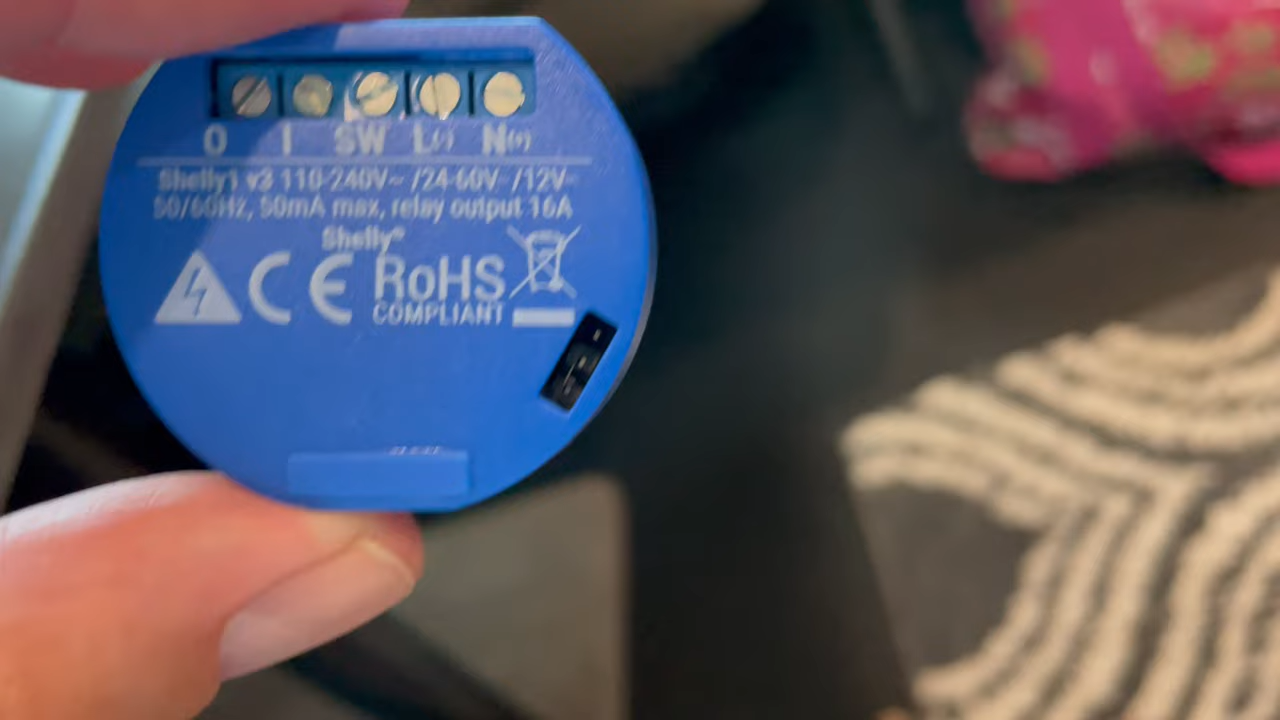 O I SW L(-) N(+)
Shelly1 v3 110-240V~ /24-60V⎓ /12V⎓
50/60Hz, 50mA max, relay output 16A
Shelly®
CE RoHS
COMPLIANT